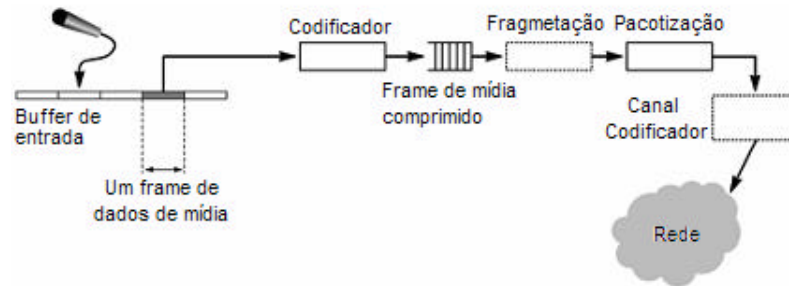 Codificador
Fragmetação
Pacotização
Buffer de
entrada
Frame de mídia
comprimido
Canal
Codificador
Um frame de
dados de mídia
Rede